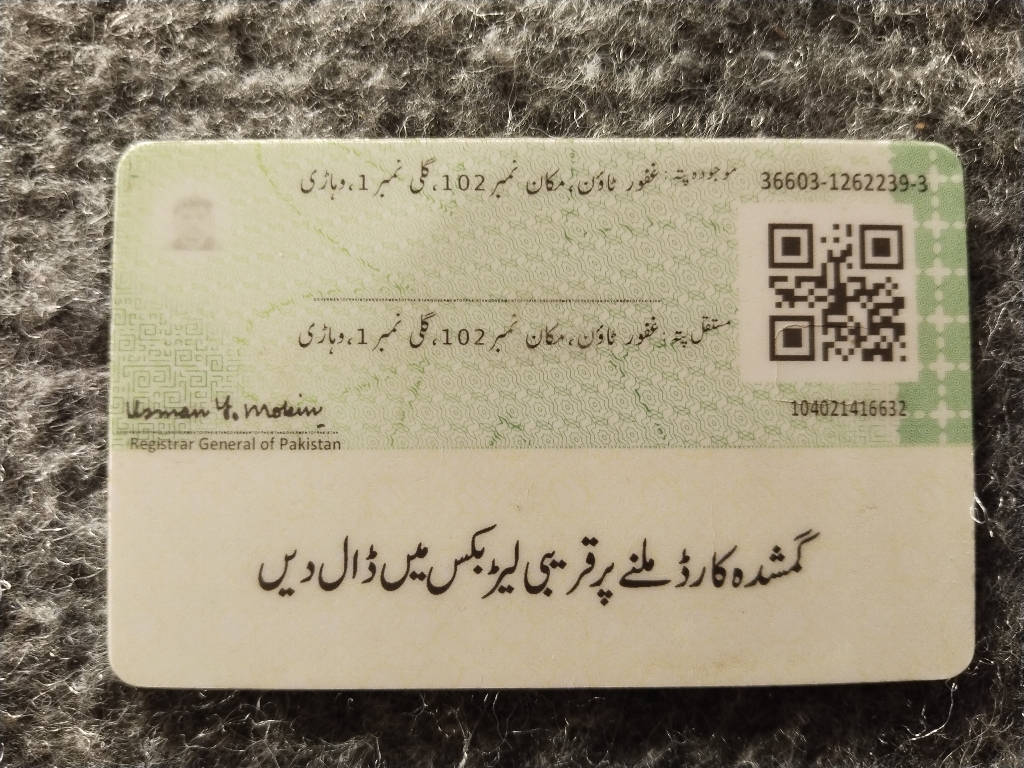 موجودہ پتہ: غفور ٹاؤن، مکان نمبر 102، گلی نمبر 1، وہاڑی
36603-1262239-3
مستقل پتہ: غفور ٹاؤن، مکان نمبر 102، گلی نمبر 1، وہاڑی
104021416632
Usman Y. Mobin
Registrar General of Pakistan
گمشدہ کارڈ ملنے پر قریبی لیٹر بکس میں ڈال دیں